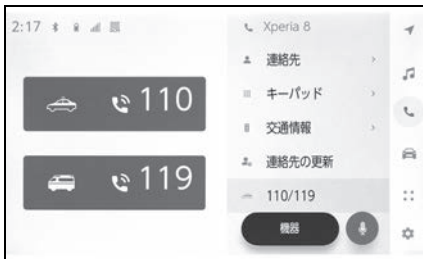 2:17
110
119
Xperia 8
連絡先
キーパッド
交通情報
連絡先の更新
110/119
機器